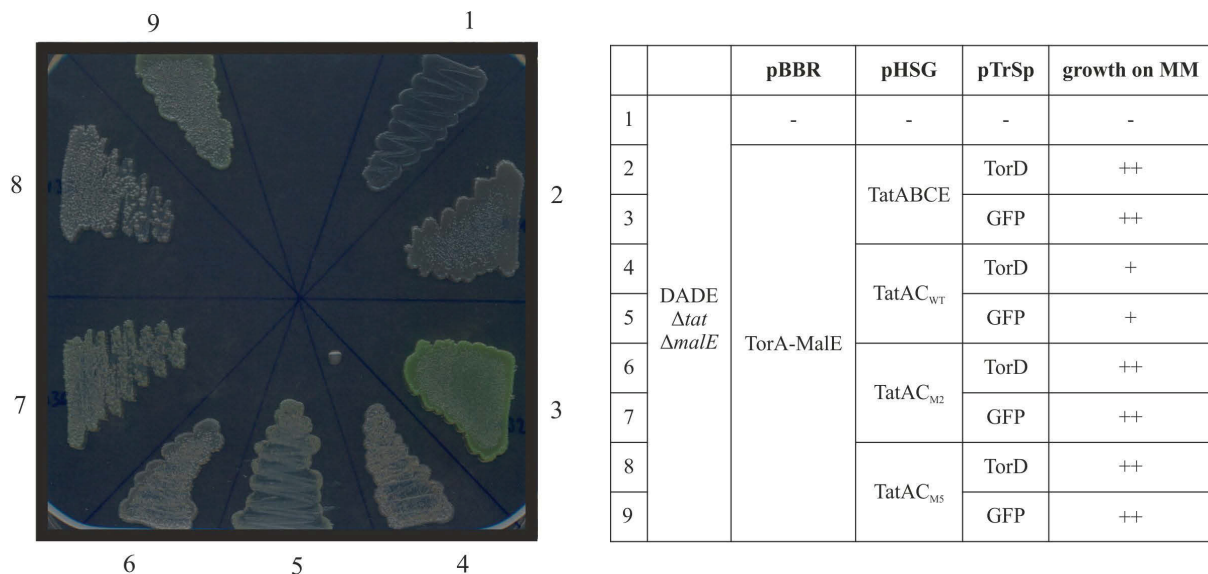 9 1
8 2
7 3
6 5 4
pBBR pHSG pTrSp growth on MM
1 - - - -
2 TorD ++
TatABCE
3 GFP ++
4 TorD +
TatAC_WT
5 DADE Δtat ΔmalE TorA-MalE GFP +
6 TorD ++
TatAC_M2
7 GFP ++
8 TorD ++
TatAC_M5
9 GFP ++